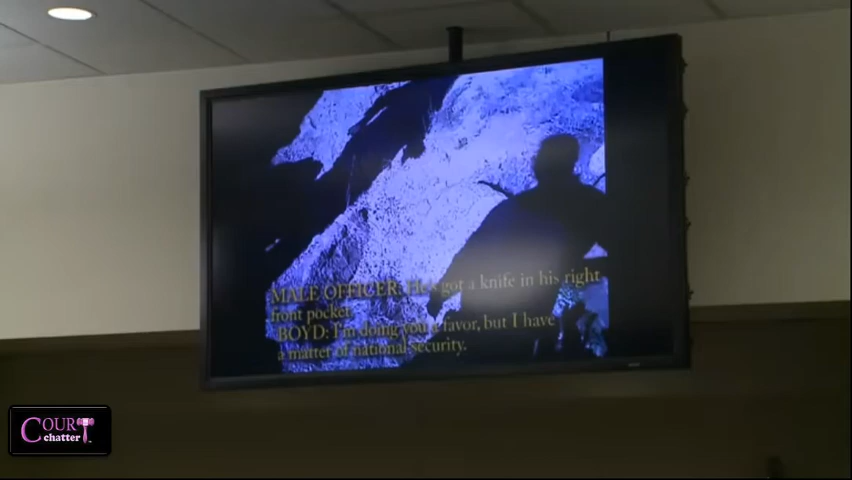 MALE OFFICER: He's got a knife in his right
front pocket.
BOYD: I'm doing you a favor, but I have
a matter of national security.
COURT
chatter